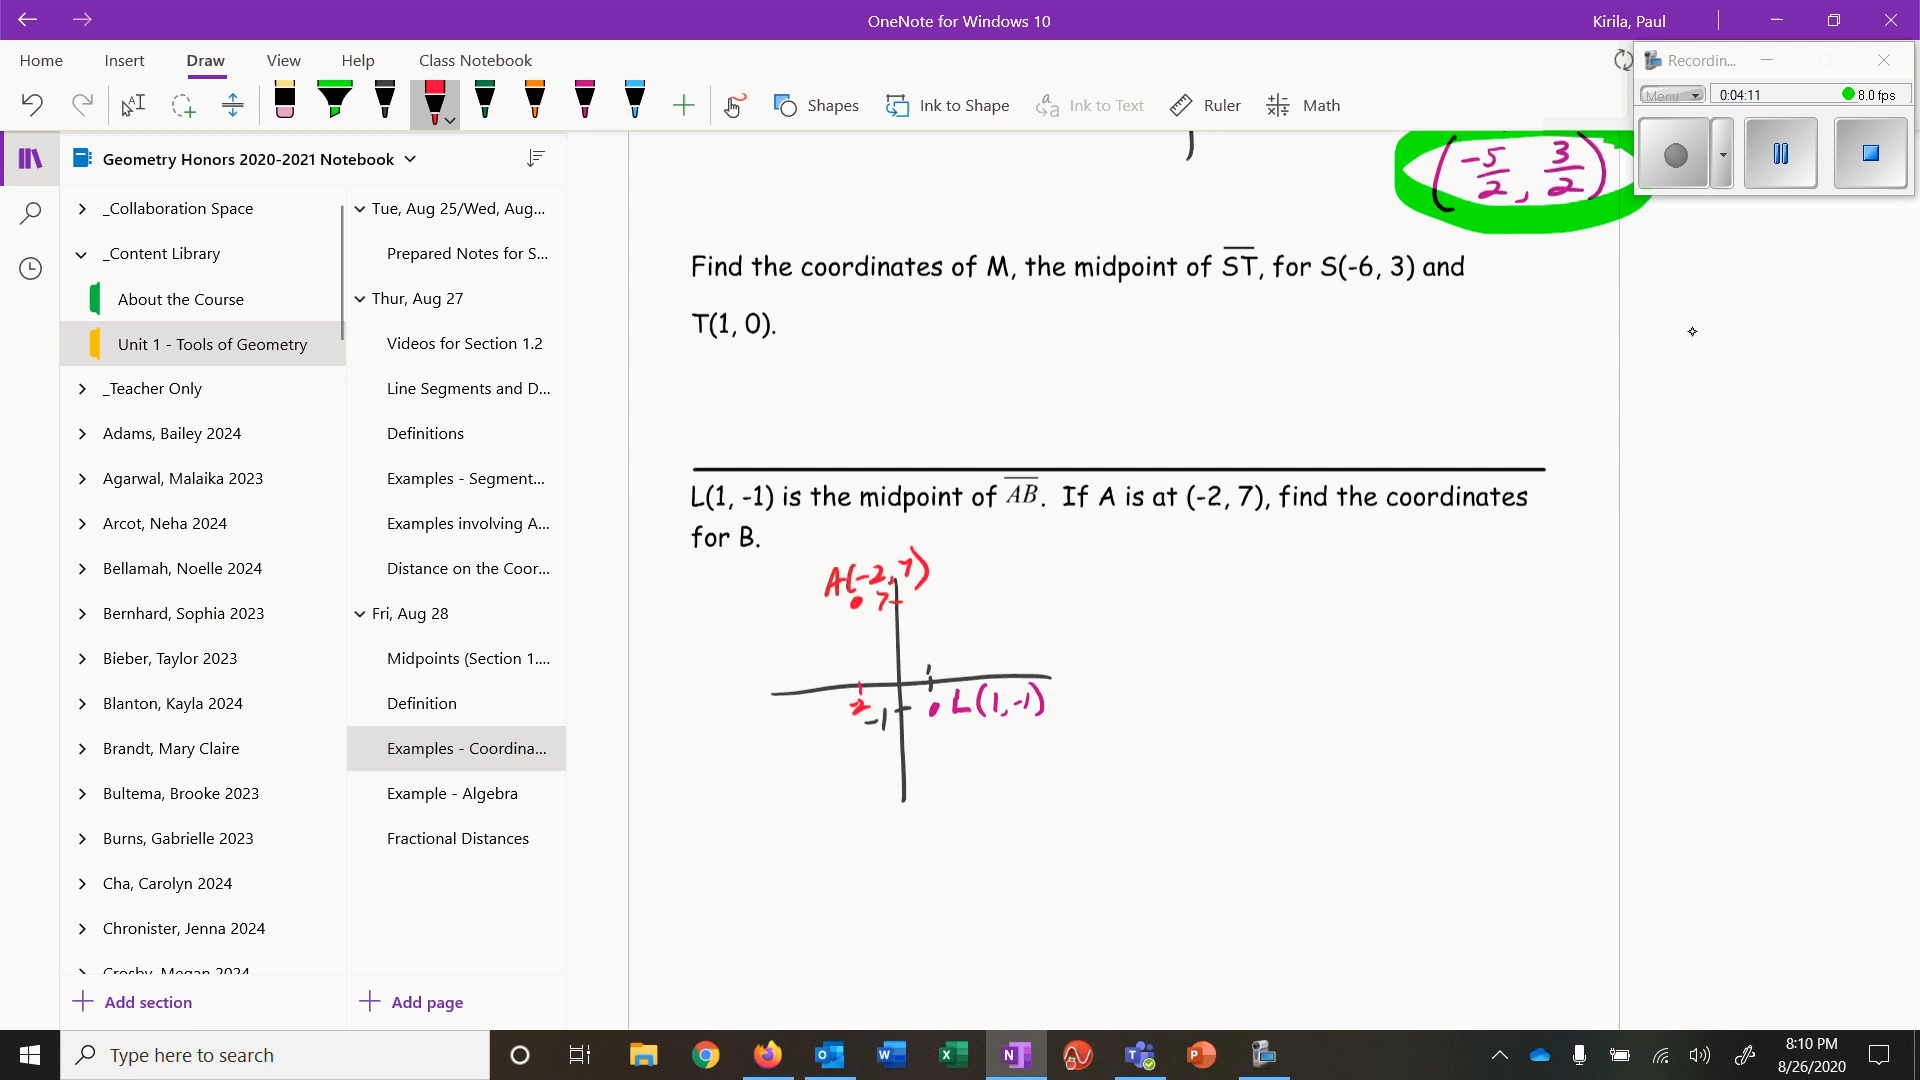 OneNote for Windows 10
Kirila, Paul
Home Insert Draw View Help Class Notebook
Shapes Ink to Shape Ink to Text Ruler Math
Recordin...
Menu 0:04:11 8.0 fps
Geometry Honors 2020-2021 Notebook
_Collaboration Space
_Content Library
About the Course
Unit 1 - Tools of Geometry
_Teacher Only
Adams, Bailey 2024
Agarwal, Malaika 2023
Arcot, Neha 2024
Bellamah, Noelle 2024
Bernhard, Sophia 2023
Bieber, Taylor 2023
Blanton, Kayla 2024
Brandt, Mary Claire
Bultema, Brooke 2023
Burns, Gabrielle 2023
Cha, Carolyn 2024
Chronister, Jenna 2024
Crosby, Megan 2024
Add section
Tue, Aug 25/Wed, Aug...
Prepared Notes for S...
Thur, Aug 27
Videos for Section 1.2
Line Segments and D...
Definitions
Examples - Segment...
Examples involving A...
Distance on the Coor...
Fri, Aug 28
Midpoints (Section 1....
Definition
Examples - Coordina...
Example - Algebra
Fractional Distances
Add page
(-5/2, 3/2)
Find the coordinates of M, the midpoint of ST, for S(-6, 3) and
T(1, 0).
L(1, -1) is the midpoint of AB. If A is at (-2, 7), find the coordinates
for B.
A(-2, 7)
7
1
-2
-1
L(1, -1)
Type here to search
8:10 PM
8/26/2020